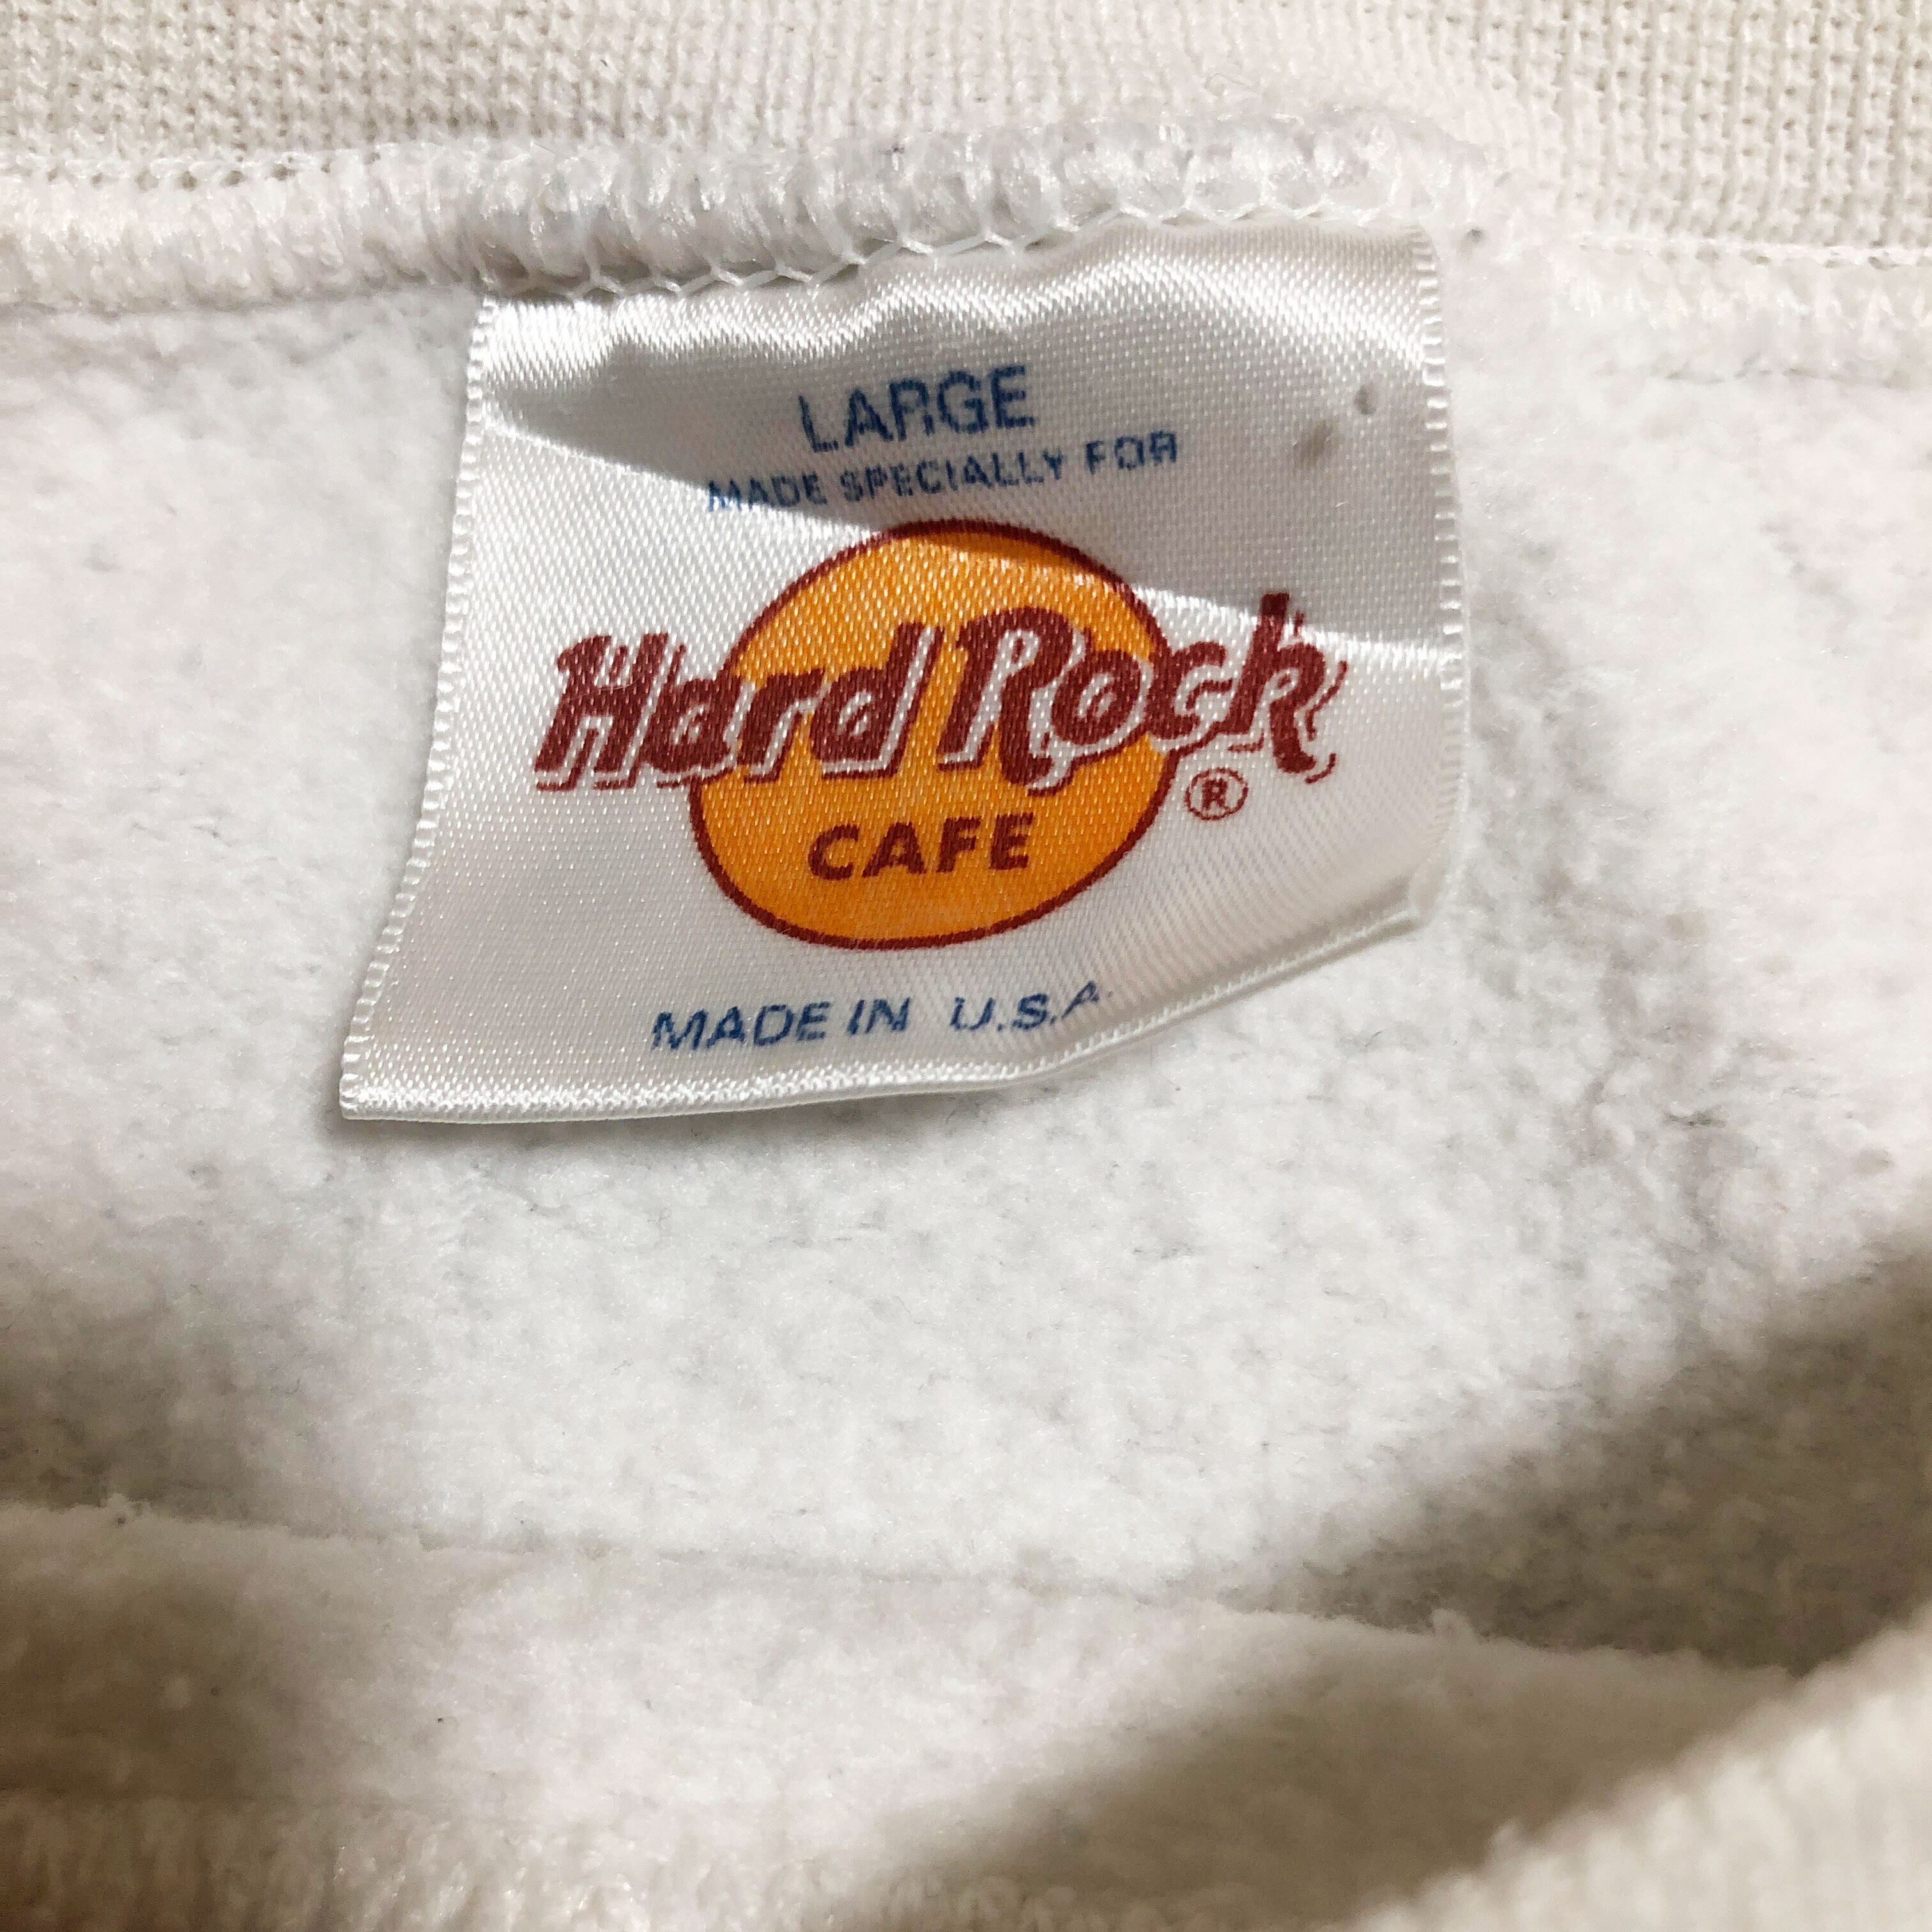 LARGE
MADE SPECIALLY FOR
Hard Rock
®
CAFE
MADE IN U.S.A.